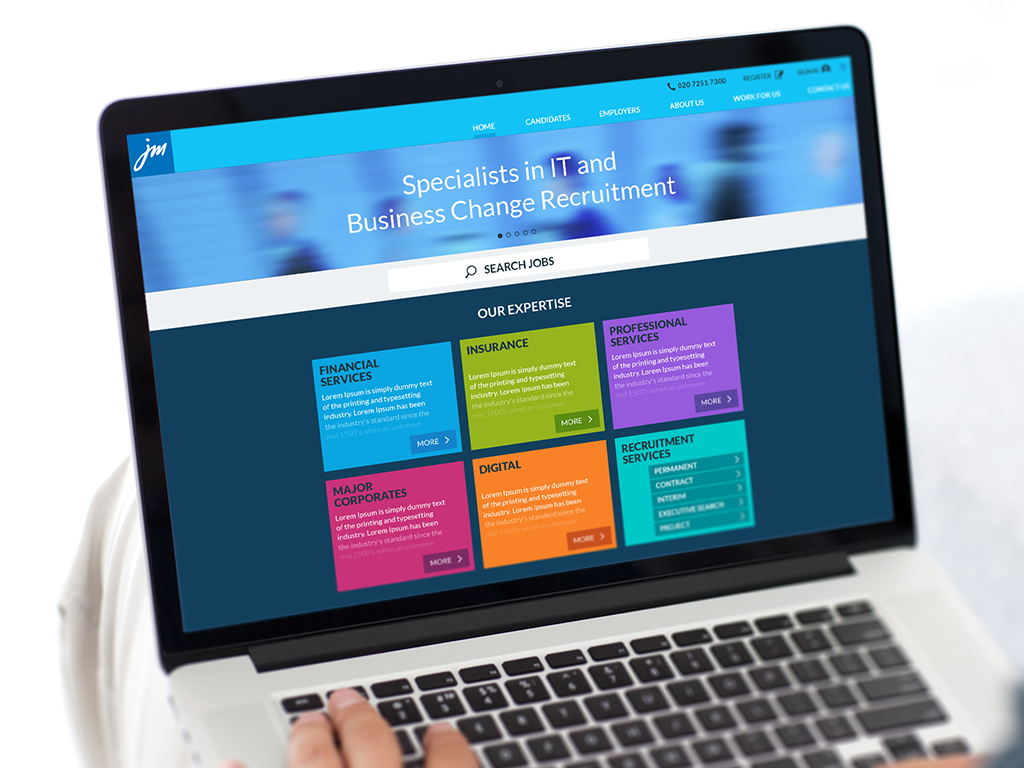 020 7251 7300 REGISTER SIGN IN
jm
HOME CANDIDATES EMPLOYERS ABOUT US WORK FOR US CONTACT US
Specialists in IT and
Business Change Recruitment
SEARCH JOBS
OUR EXPERTISE
FINANCIAL
SERVICES
Lorem Ipsum is simply dummy text
of the printing and typesetting
industry. Lorem Ipsum has been
the industry's standard since the
mid 1500's when an unknown
MORE
INSURANCE
Lorem Ipsum is simply dummy text
of the printing and typesetting
industry. Lorem Ipsum has been
the industry's standard since the
mid 1500's when an unknown
MORE
PROFESSIONAL
SERVICES
Lorem Ipsum is simply dummy text
of the printing and typesetting
industry. Lorem Ipsum has been
the industry's standard since the
mid 1500's when an unknown
MORE
MAJOR
CORPORATES
Lorem Ipsum is simply dummy text
of the printing and typesetting
industry. Lorem Ipsum has been
the industry's standard since the
mid 1500's when an unknown
MORE
DIGITAL
Lorem Ipsum is simply dummy text
of the printing and typesetting
industry. Lorem Ipsum has been
the industry's standard since the
mid 1500's when an unknown
MORE
RECRUITMENT
SERVICES
PERMANENT
CONTRACT
INTERIM
EXECUTIVE SEARCH
PROJECT